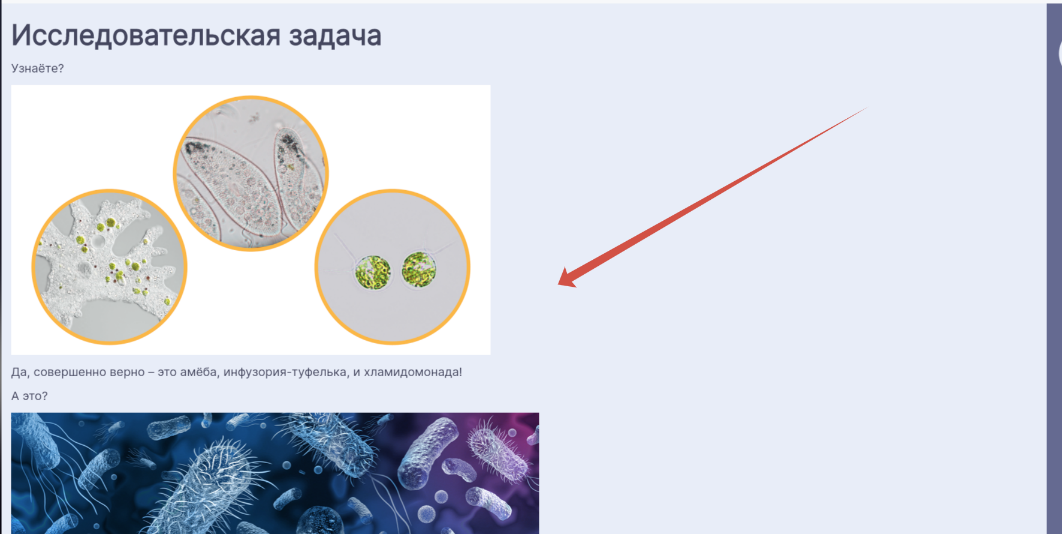 Исследовательская задача
Узнаёте?
Да, совершенно верно – это амёба, инфузория-туфелька, и хламидомонада!
А это?